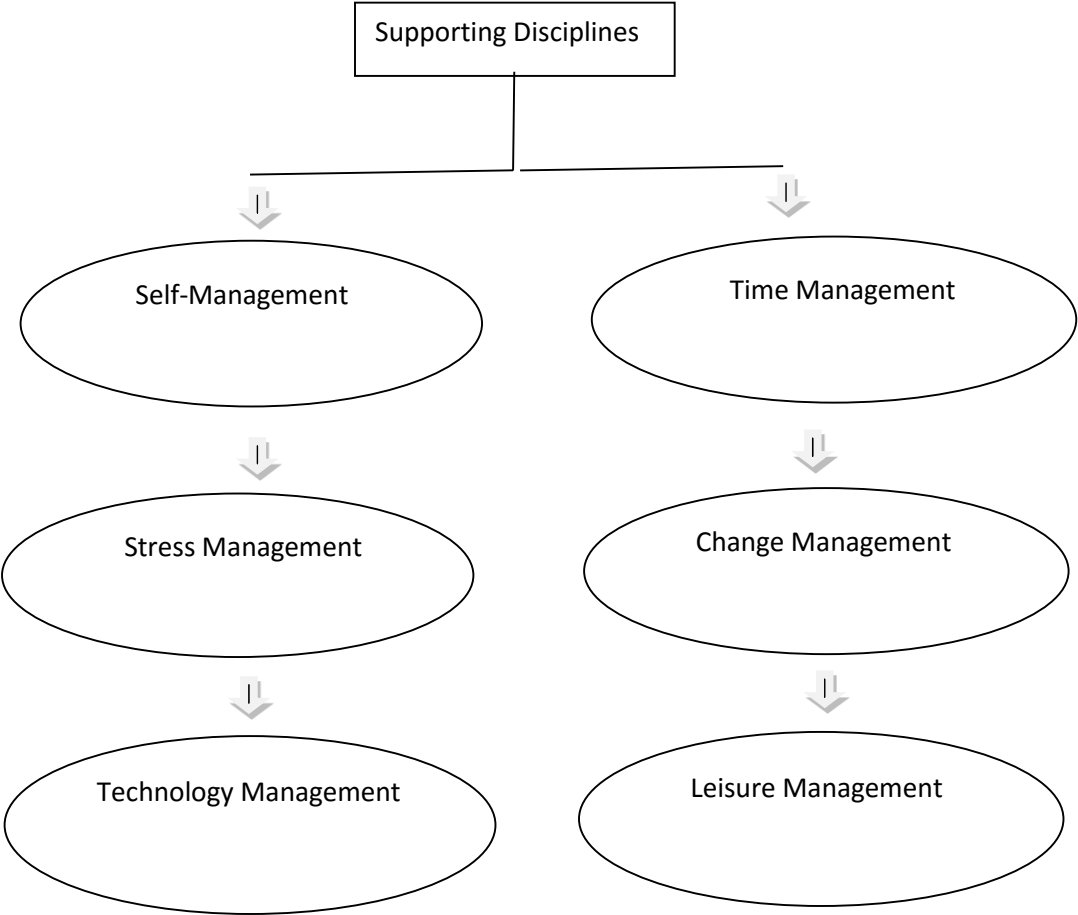 Supporting Disciplines
Self-Management
Time Management
Stress Management
Change Management
Technology Management
Leisure Management